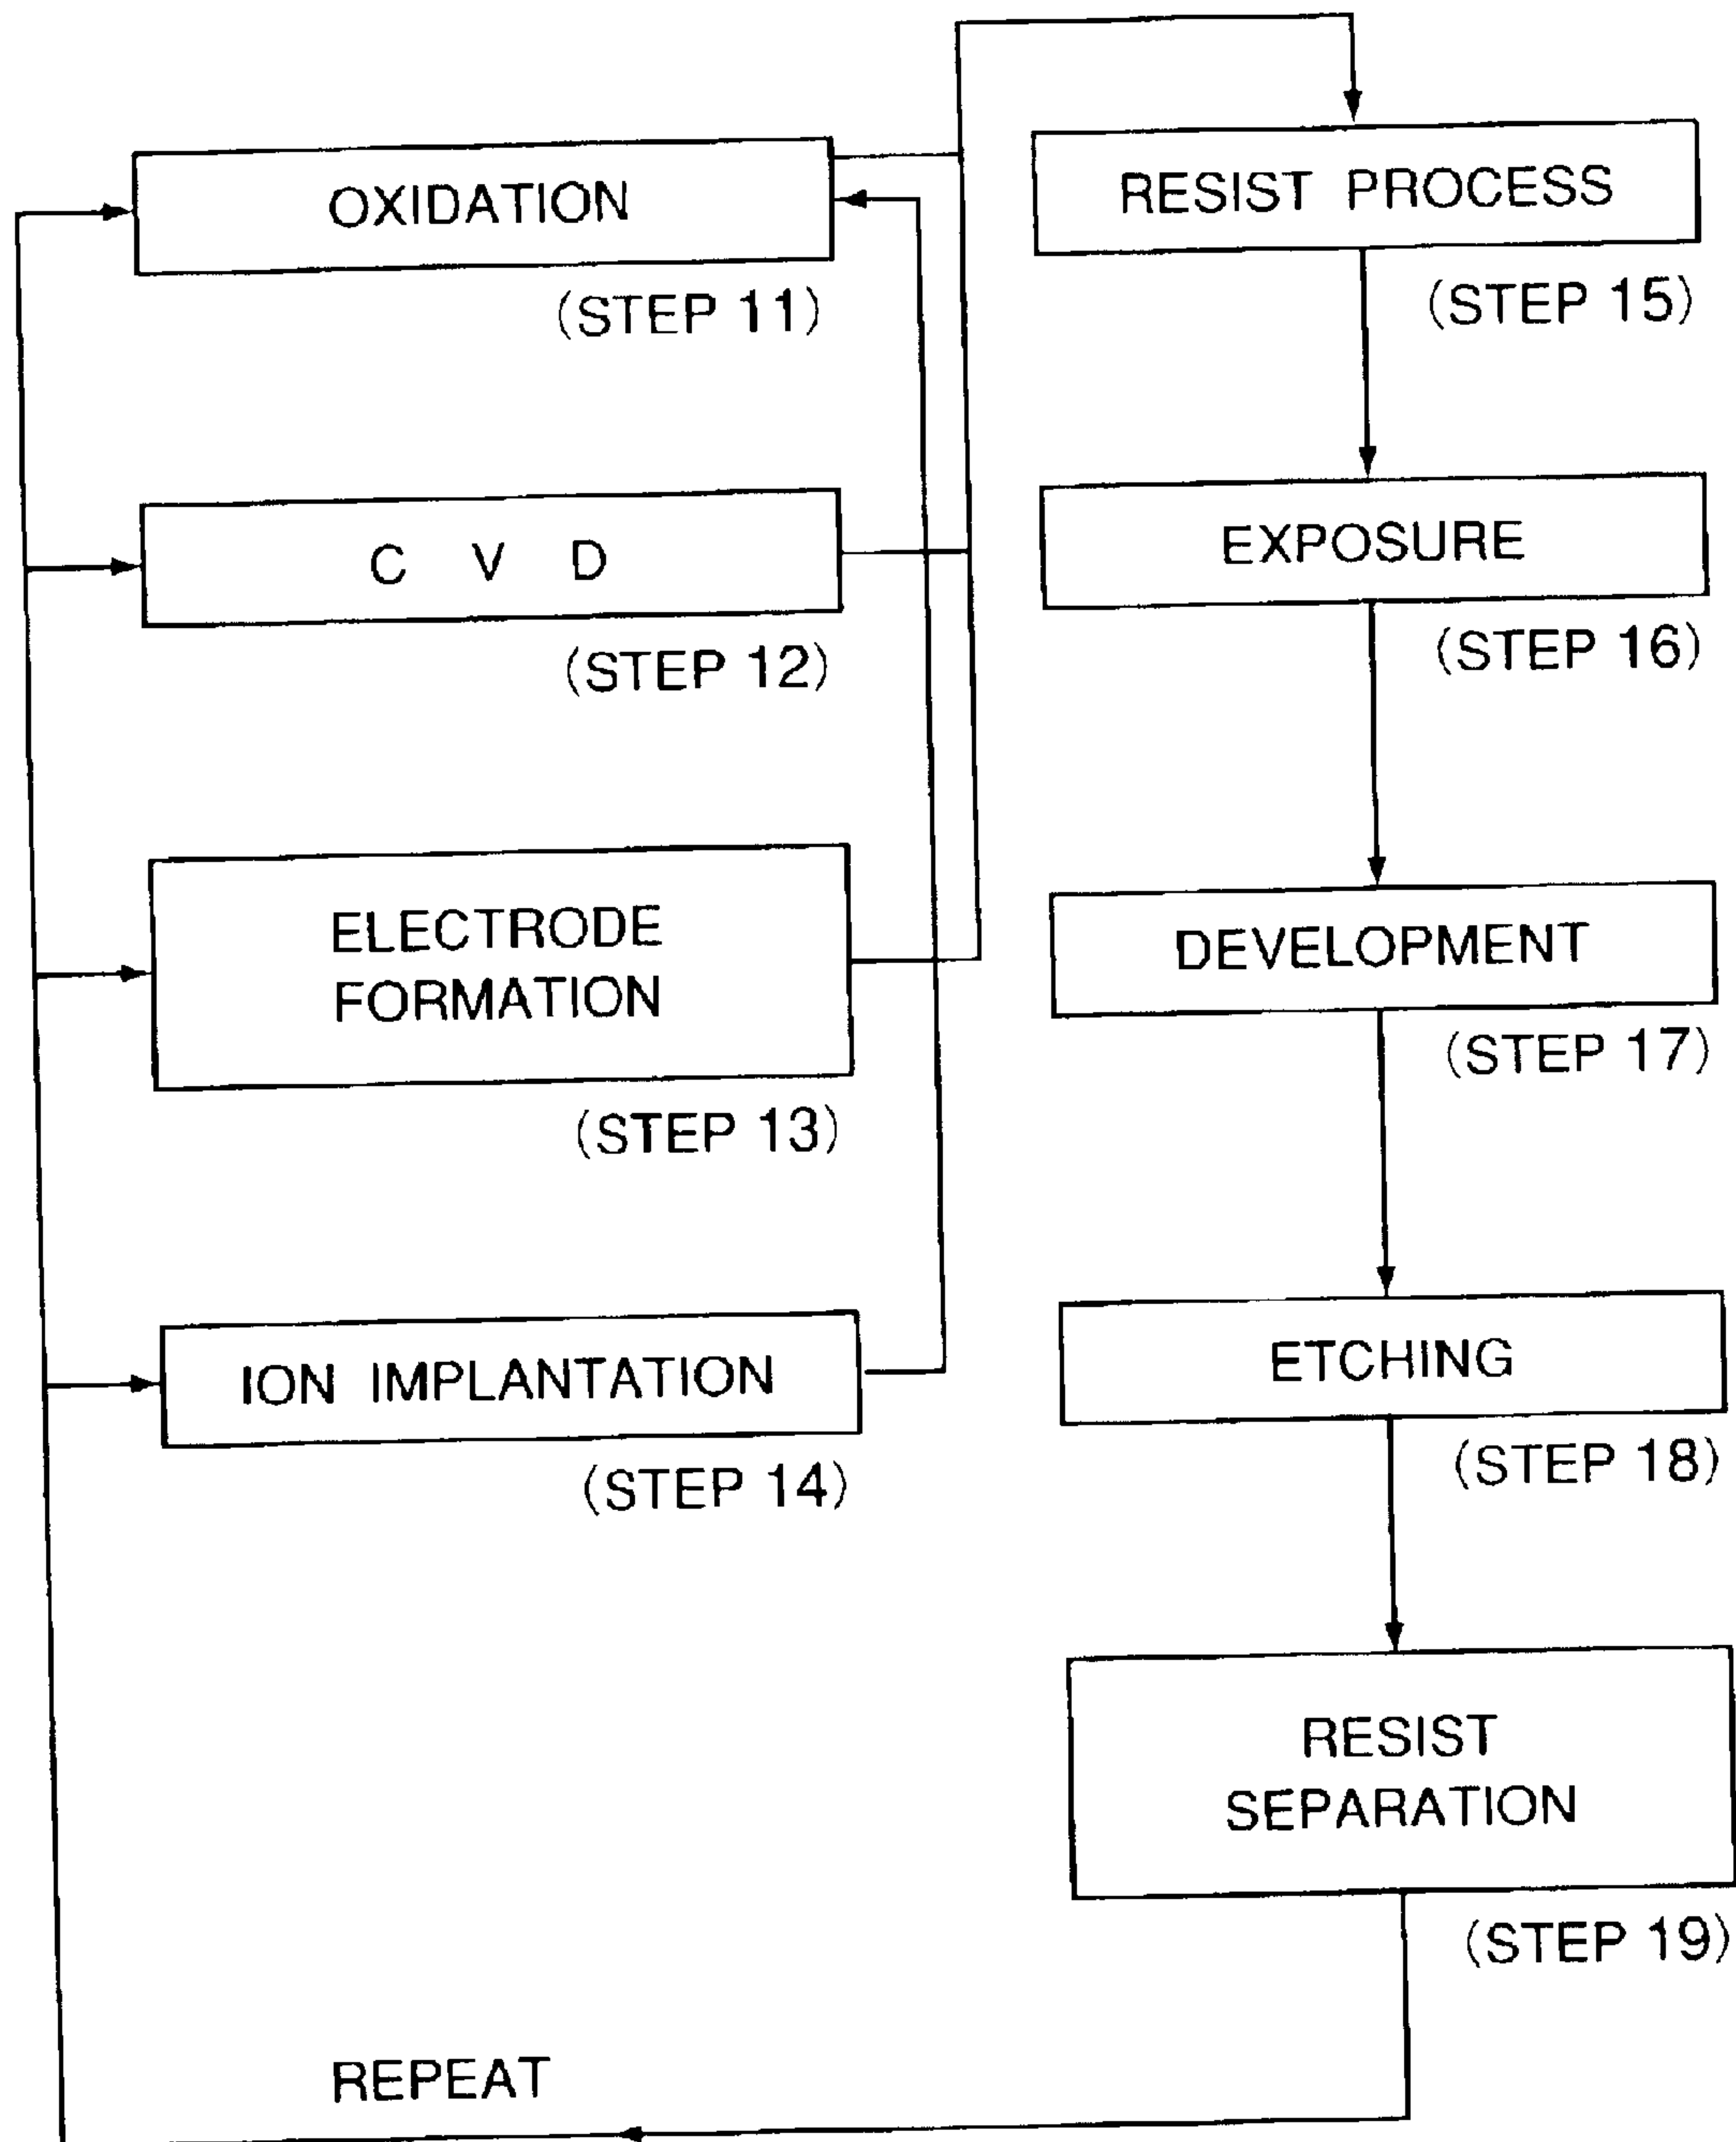 OXIDATION
(STEP 11)
C V D
(STEP 12)
ELECTRODE
FORMATION
(STEP 13)
ION IMPLANTATION
(STEP 14)
RESIST PROCESS
(STEP 15)
EXPOSURE
(STEP 16)
DEVELOPMENT
(STEP 17)
ETCHING
(STEP 18)
RESIST
SEPARATION
(STEP 19)
REPEAT